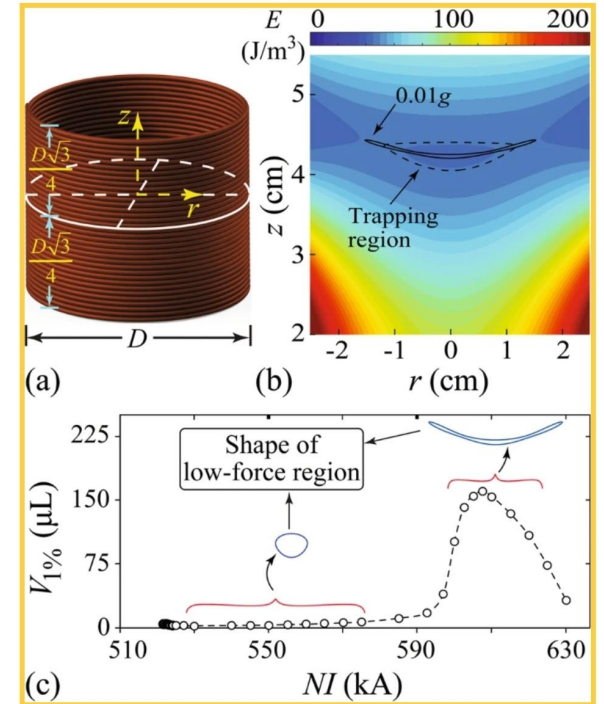 E 0 100 200
(J/m³)
z
D√3
4
r
D√3
4
D
(a)
5
4
3
2
z (cm)
0.01g
Trapping
region
-2 -1 0 1 2
(b)
r (cm)
225
150
75
0
V1% (μL)
Shape of
low-force region
510 550 590 630
(c)
NI (kA)